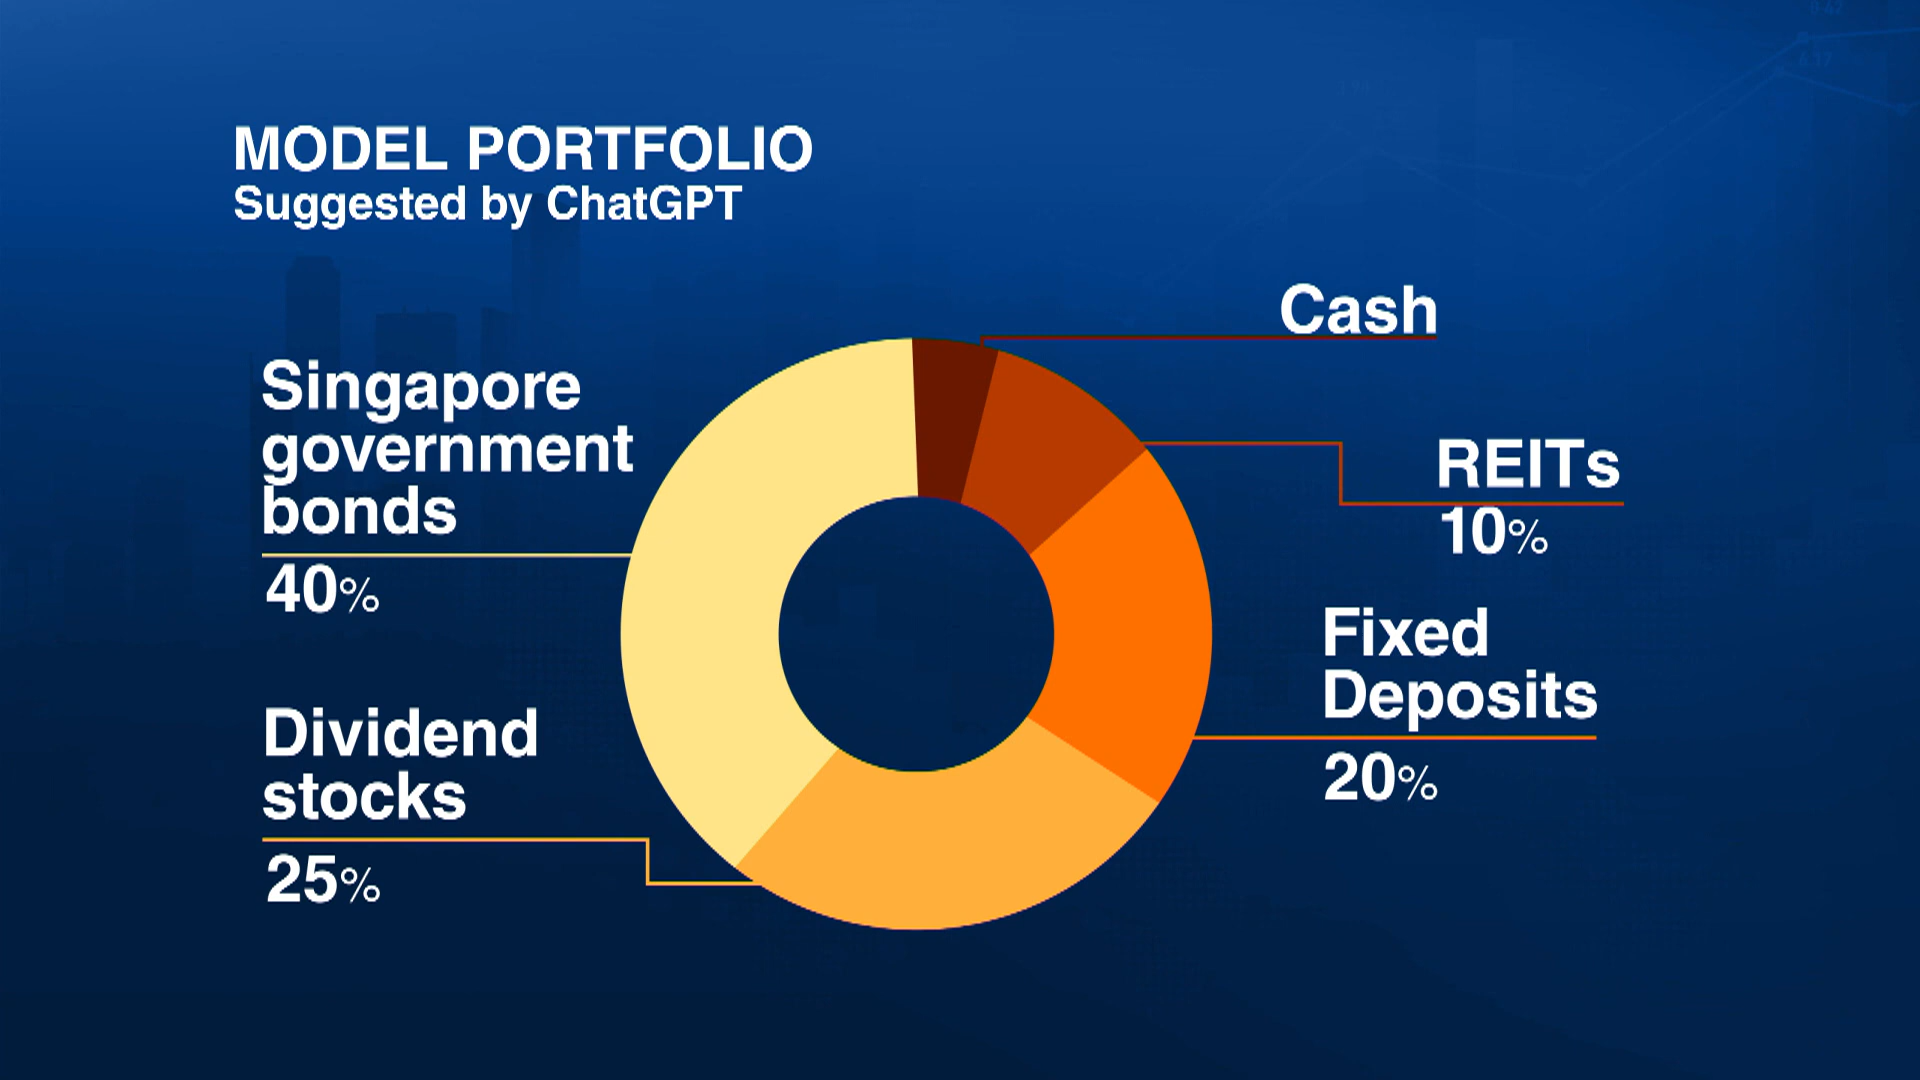 MODEL PORTFOLIO
Suggested by ChatGPT
Cash
Singapore
government
bonds
40%
REITs
10%
Fixed
Deposits
20%
Dividend
stocks
25%